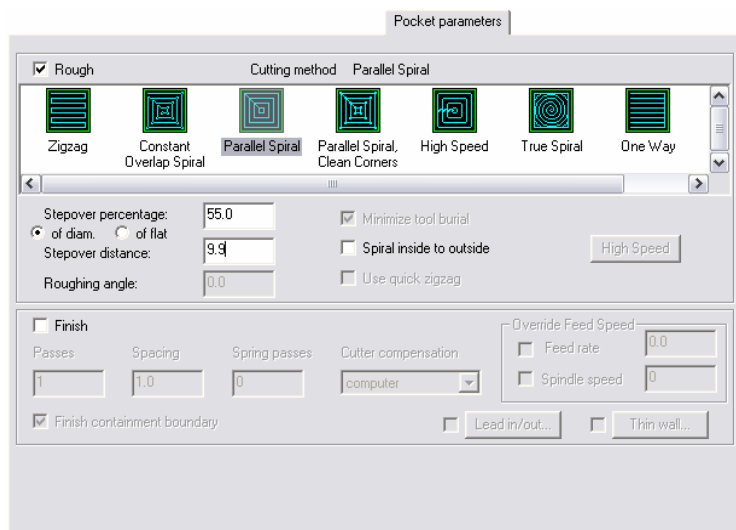 Pocket parameters
Rough
Cutting method Parallel Spiral
Zigzag
Constant Overlap Spiral
Parallel Spiral
Parallel Spiral, Clean Corners
High Speed
True Spiral
One Way
Stepover percentage: 55.0
of diam. of flat
Stepover distance: 9.9
Roughing angle: 0.0
Minimize tool burial
Spiral inside to outside
Use quick zigzag
High Speed
Finish
Passes Spacing Spring passes Cutter compensation
1 1.0 0 computer
Override Feed Speed
Feed rate 0.0
Spindle speed 0
Finish containment boundary
Lead in/out...
Thin wall...